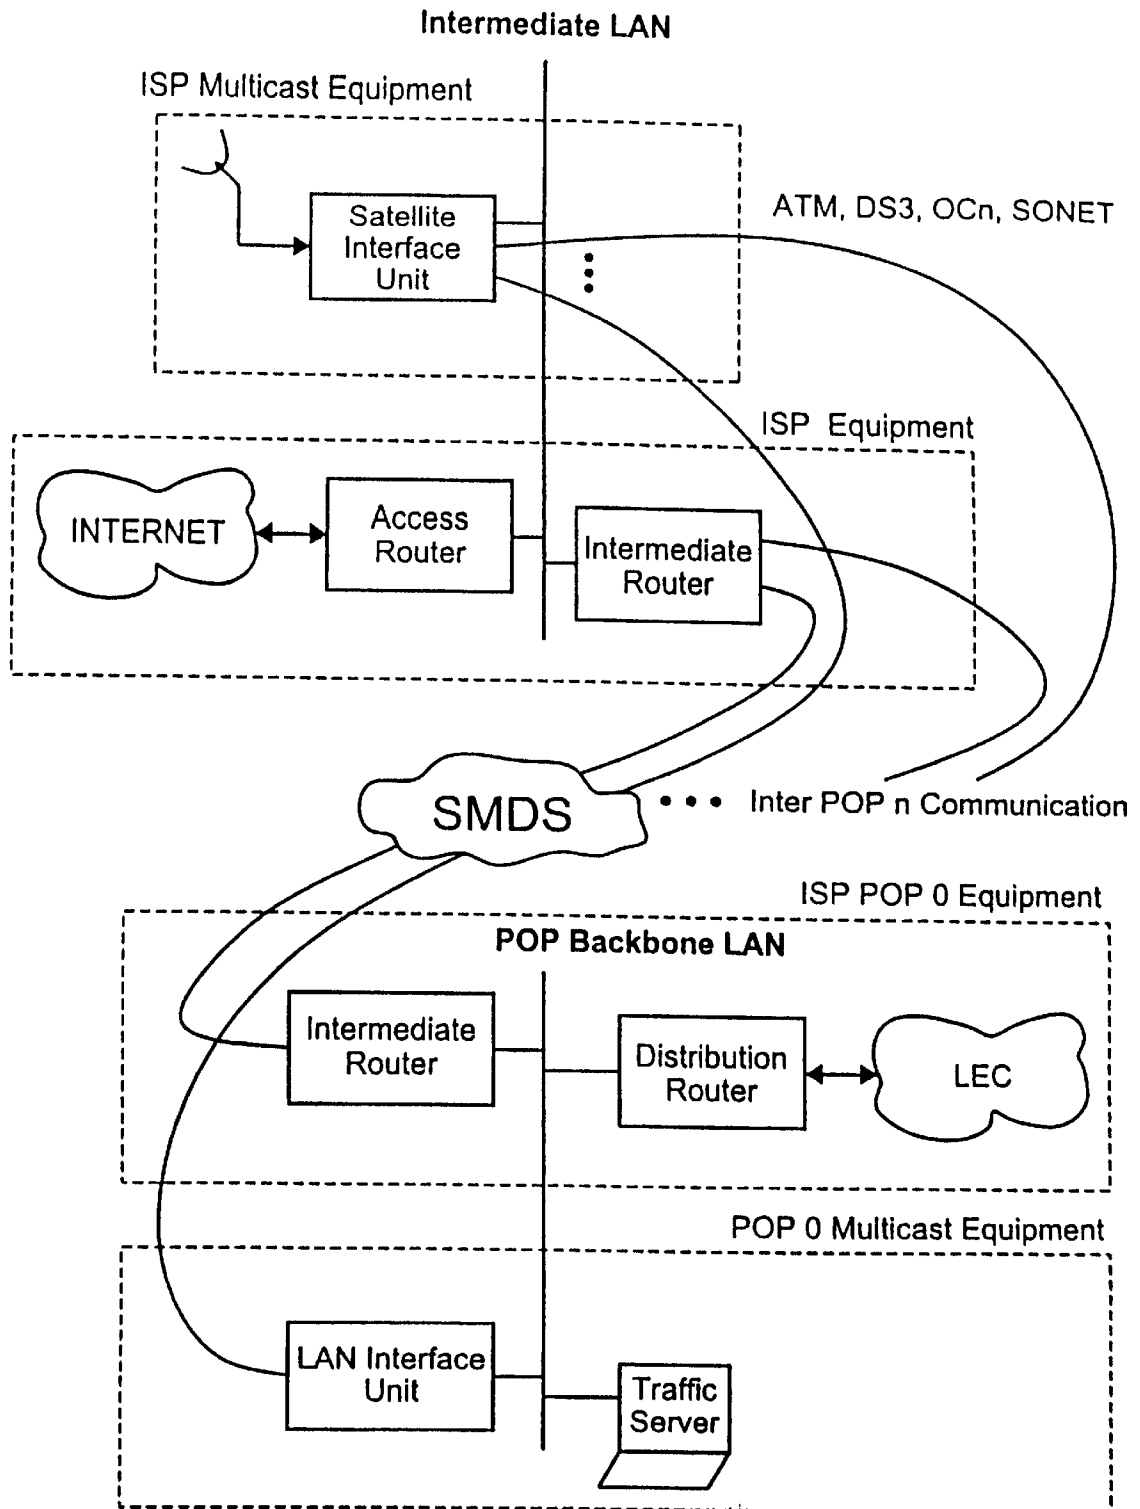 Intermediate LAN
ISP Multicast Equipment
Satellite
Interface
Unit
ATM, DS3, OCn, SONET
ISP Equipment
INTERNET
Access
Router
Intermediate
Router
SMDS
Inter POP n Communication
ISP POP 0 Equipment
POP Backbone LAN
Intermediate
Router
Distribution
Router
LEC
POP 0 Multicast Equipment
LAN Interface
Unit
Traffic
Server